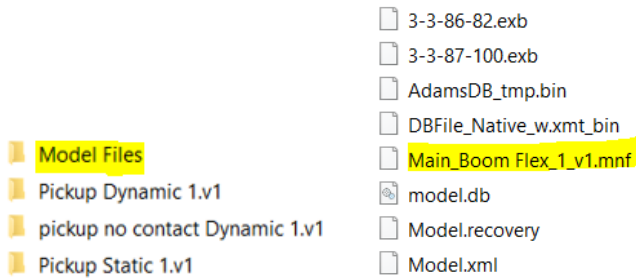 Model Files
Pickup Dynamic 1.v1
pickup no contact Dynamic 1.v1
Pickup Static 1.v1
3-3-86-82.exb
3-3-87-100.exb
AdamsDB_tmp.bin
DBFile_Native_w.xmt_bin
Main_Boom Flex_1_v1.mnf
model.db
Model.recovery
Model.xml